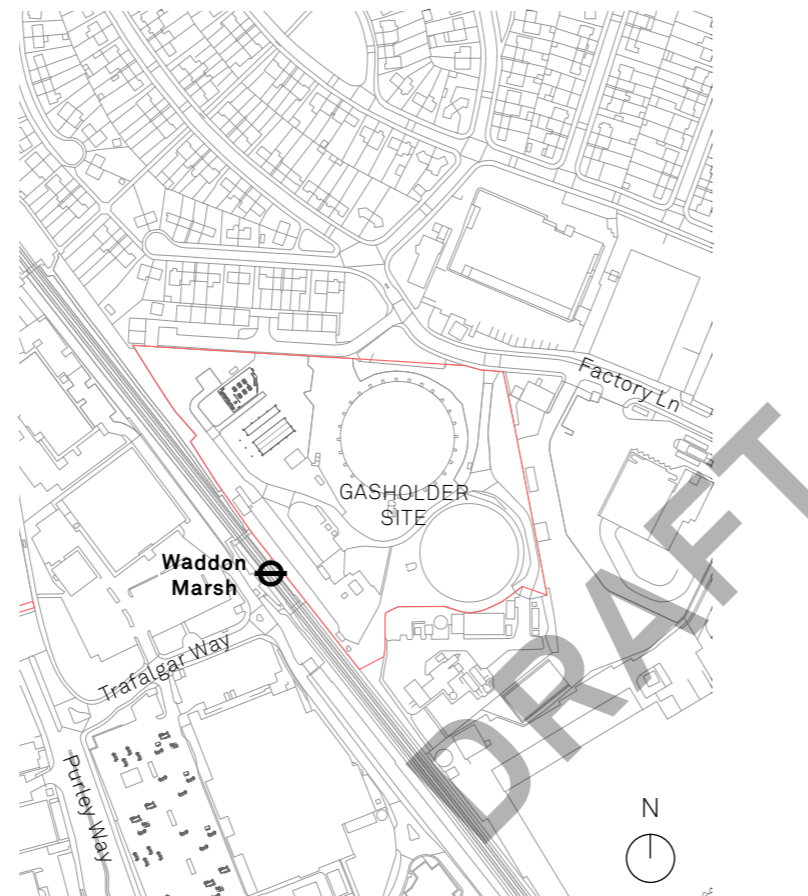 Factory Ln
GASHOLDER
SITE
Waddon
Marsh
Trafalgar Way
Purley Way
DRAFT
N